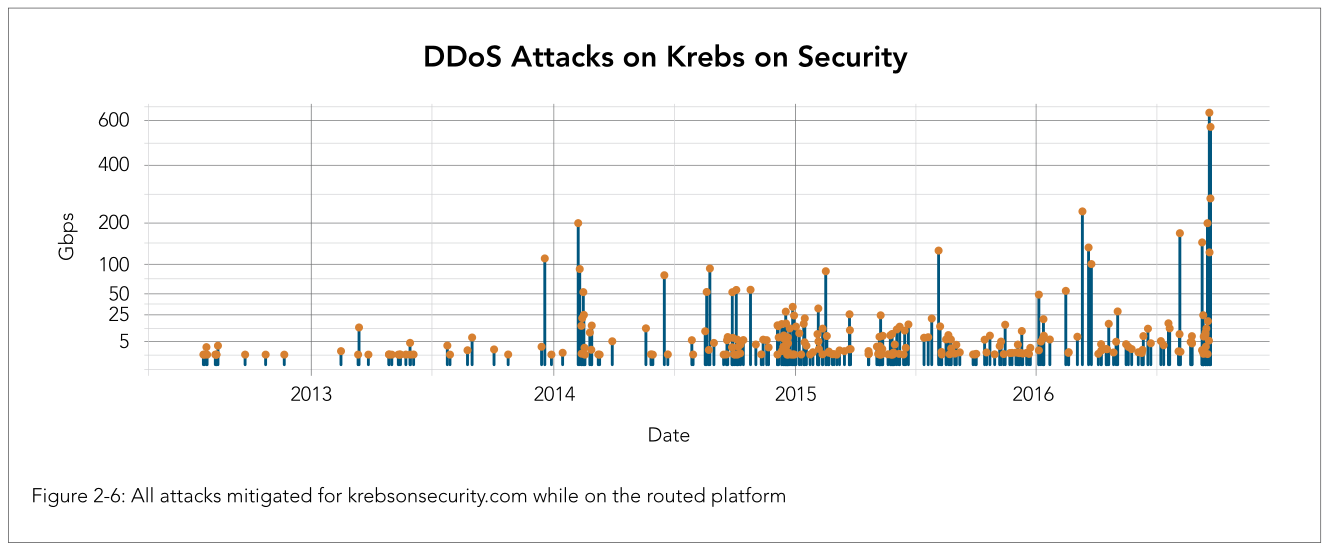 DDoS Attacks on Krebs on Security
600
400
200
100
50
25
5
Gbps
2013 2014 2015 2016
Date
Figure 2-6: All attacks mitigated for krebsonsecurity.com while on the routed platform